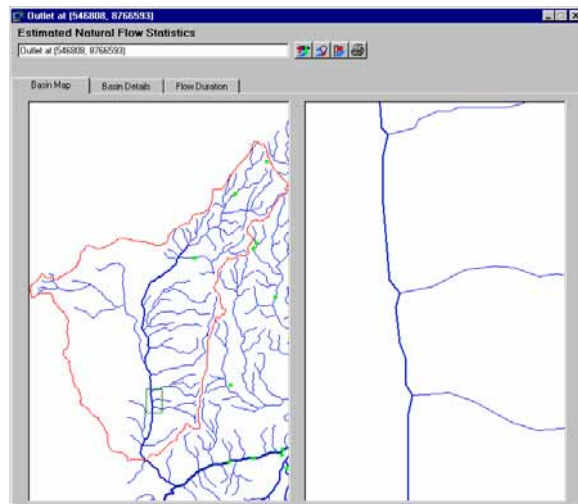 Outlet at (546808, 8766593)
Estimated Natural Flow Statistics
Outlet at (546808, 8766593)
Basin Map
Basin Details
Flow Duration